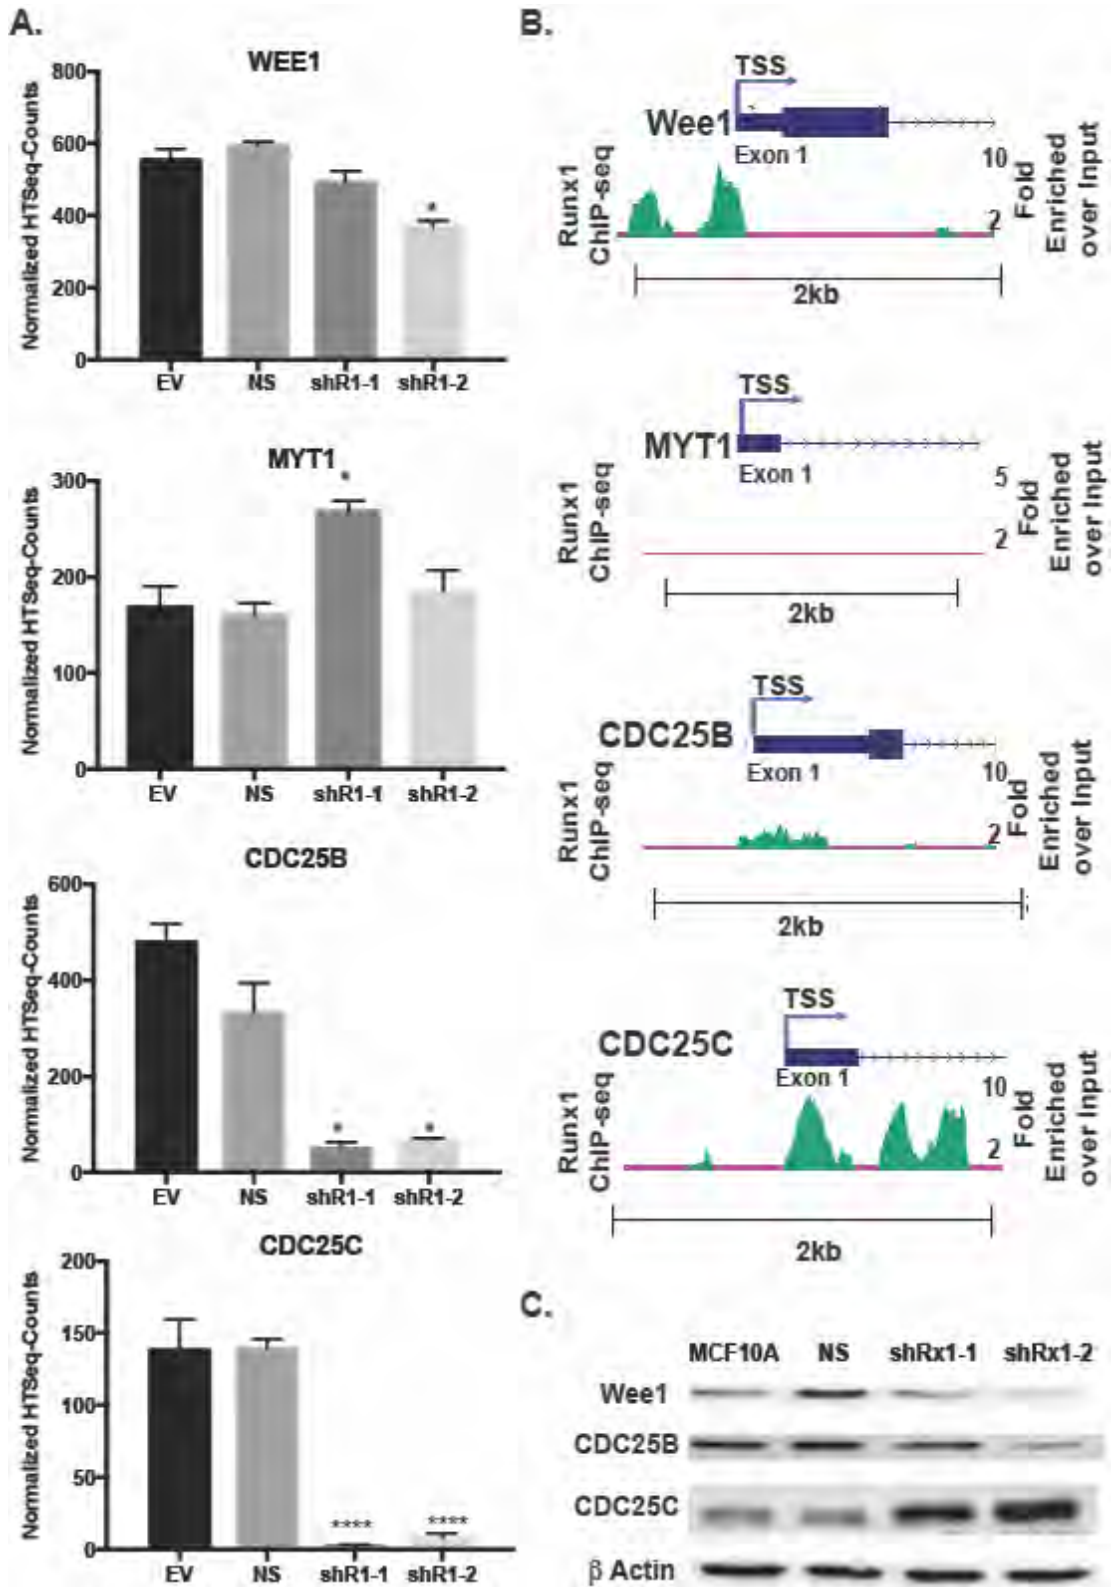 A.
WEE1
Normalized HTSeq-Counts
800
600
400
200
0
*
EV NS shR1-1 shR1-2
MYT1
Normalized HTSeq-Counts
300
200
100
0
*
EV NS shR1-1 shR1-2
CDC25B
Normalized HTSeq-Counts
600
400
200
0
* *
EV NS shR1-1 shR1-2
CDC25C
Normalized HTSeq-Counts
200
150
100
50
0
**** ****
EV NS shR1-1 shR1-2
B.
TSS
Wee1
Exon 1
Runx1
ChIP-seq
10
2
Fold
Enriched
over Input
2kb
TSS
MYT1
Exon 1
Runx1
ChIP-seq
5
2
Fold
Enriched
over Input
2kb
TSS
CDC25B
Exon 1
Runx1
ChIP-seq
10
2
Fold
Enriched
over Input
2kb
TSS
CDC25C
Exon 1
Runx1
ChIP-seq
10
2
Fold
Enriched
over Input
2kb
C.
MCF10A NS shRx1-1 shRx1-2
Wee1
CDC25B
CDC25C
β Actin